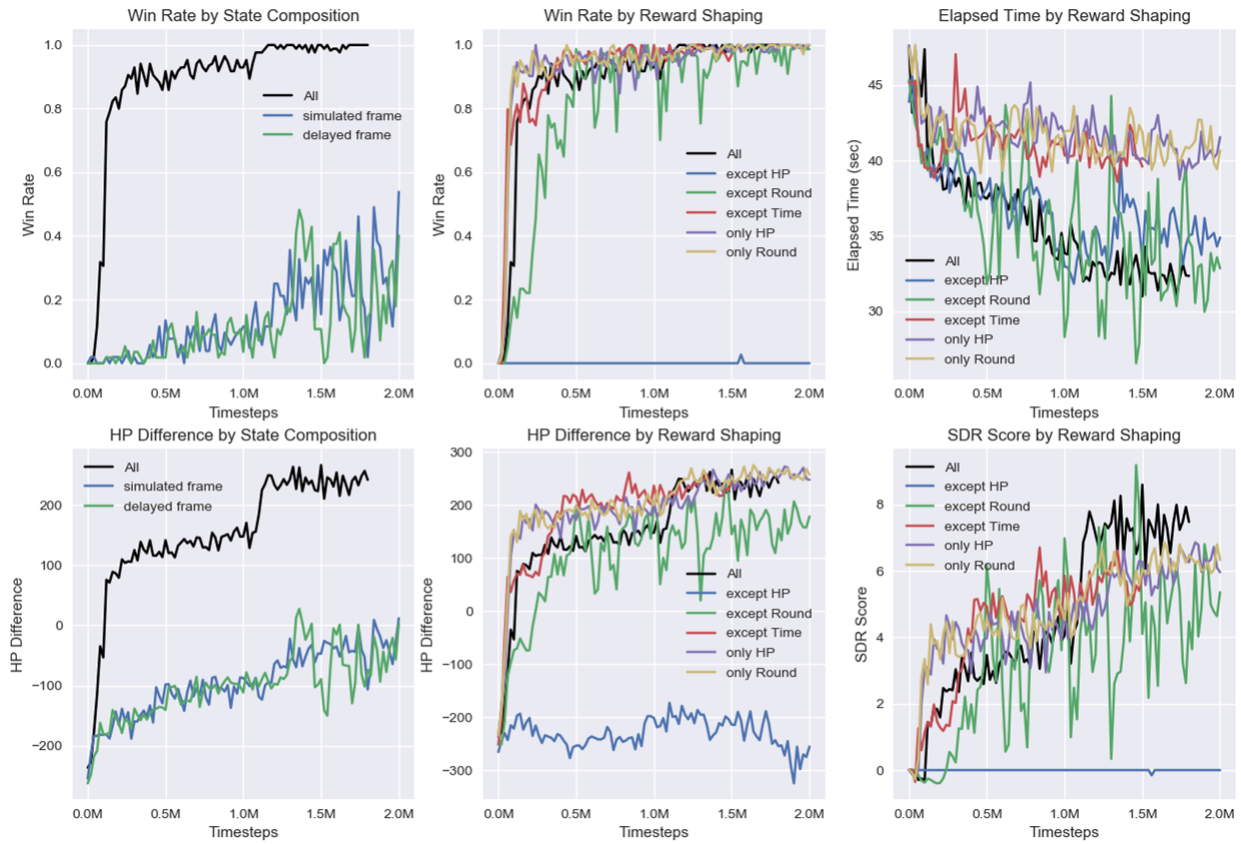 Win Rate by State Composition
Win Rate
1.0
0.8
0.6
0.4
0.2
0.0
All
simulated frame
delayed frame
0.0M 0.5M 1.0M 1.5M 2.0M
Timesteps
Win Rate by Reward Shaping
Win Rate
1.0
0.8
0.6
0.4
0.2
0.0
All
except HP
except Round
except Time
only HP
only Round
0.0M 0.5M 1.0M 1.5M 2.0M
Timesteps
Elapsed Time by Reward Shaping
Elapsed Time (sec)
45
40
35
30
All
except HP
except Round
except Time
only HP
only Round
0.0M 0.5M 1.0M 1.5M 2.0M
Timesteps
HP Difference by State Composition
HP Difference
200
100
0
−100
−200
All
simulated frame
delayed frame
0.0M 0.5M 1.0M 1.5M 2.0M
Timesteps
HP Difference by Reward Shaping
HP Difference
300
200
100
0
−100
−200
−300
All
except HP
except Round
except Time
only HP
only Round
0.0M 0.5M 1.0M 1.5M 2.0M
Timesteps
SDR Score by Reward Shaping
SDR Score
8
6
4
2
0
All
except HP
except Round
except Time
only HP
only Round
0.0M 0.5M 1.0M 1.5M 2.0M
Timesteps